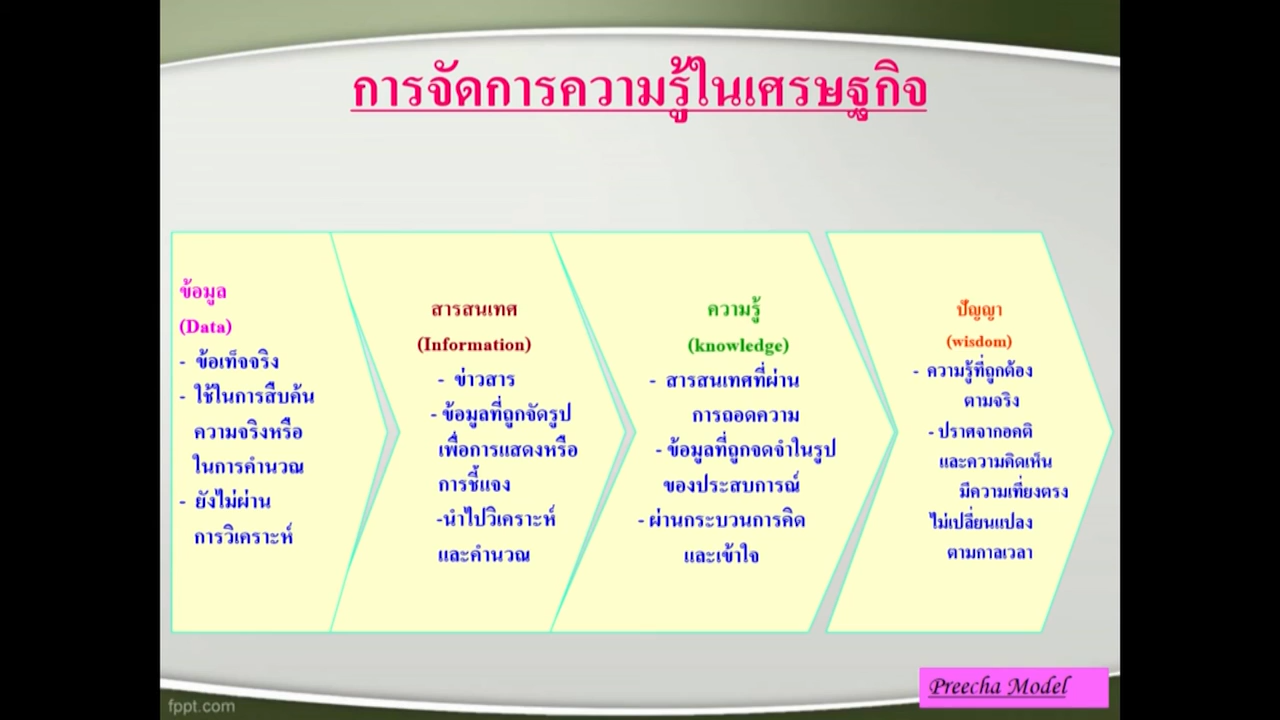 การจัดการความรู้ในเศรษฐกิจ
ข้อมูล
(Data)
- ข้อเท็จจริง
- ใช้ในการสืบค้น
ความจริงหรือ
ในการคำนวณ
- ยังไม่ผ่าน
การวิเคราะห์
สารสนเทศ
(Information)
- ข่าวสาร
- ข้อมูลที่ถูกจัดรูป
เพื่อการแสดงหรือ
การชี้แจง
-นำไปวิเคราะห์
และคำนวณ
ความรู้
(knowledge)
- สารสนเทศที่ผ่าน
การถอดความ
- ข้อมูลที่ถูกจดจำในรูป
ของประสบการณ์
- ผ่านกระบวนการคิด
และเข้าใจ
ปัญญา
(wisdom)
- ความรู้ที่ถูกต้อง
ตามจริง
- ปราศจากอคติ
และความคิดเห็น
มีความเที่ยงตรง
ไม่เปลี่ยนแปลง
ตามกาลเวลา
Preecha Model
fppt.com